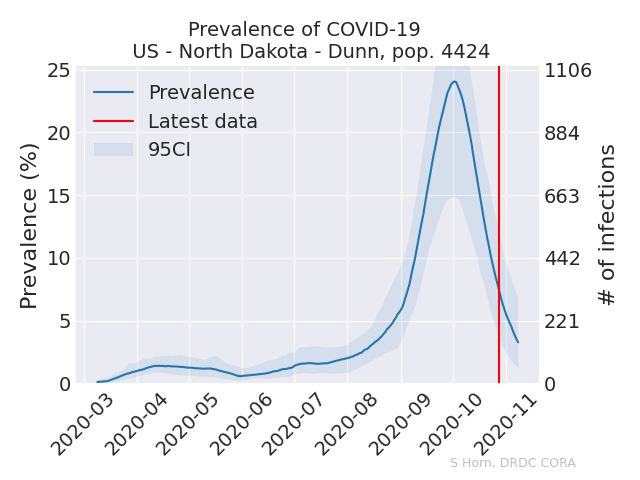 Prevalence of COVID-19
US - North Dakota - Dunn, pop. 4424
25
20
15
10
5
0
Prevalence (%)
Prevalence
Latest data
95CI
1106
884
663
442
221
0
# of infections
2020-03
2020-04
2020-05
2020-06
2020-07
2020-08
2020-09
2020-10
2020-11
S Horn, DRDC CORA